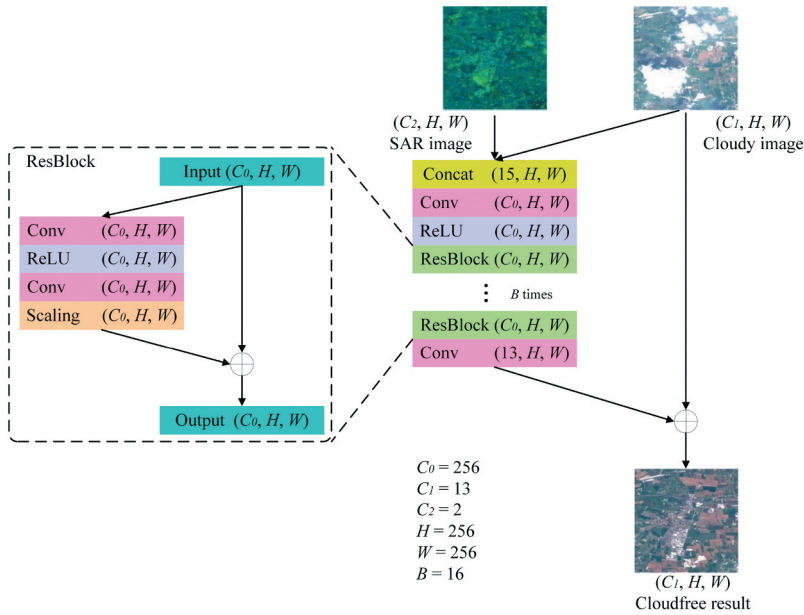 (C2, H, W)
SAR image
(C1, H, W)
Cloudy image
ResBlock
Input (C0, H, W)
Conv (C0, H, W)
ReLU (C0, H, W)
Conv (C0, H, W)
Scaling (C0, H, W)
Output (C0, H, W)
Concat (15, H, W)
Conv (C0, H, W)
ReLU (C0, H, W)
ResBlock (C0, H, W)
B times
ResBlock (C0, H, W)
Conv (13, H, W)
C0 = 256
C1 = 13
C2 = 2
H = 256
W = 256
B = 16
(C1, H, W)
Cloudfree result